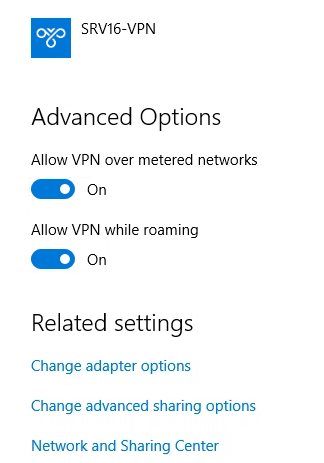 SRV16-VPN
Advanced Options
Allow VPN over metered networks
On
Allow VPN while roaming
On
Related settings
Change adapter options
Change advanced sharing options
Network and Sharing Center